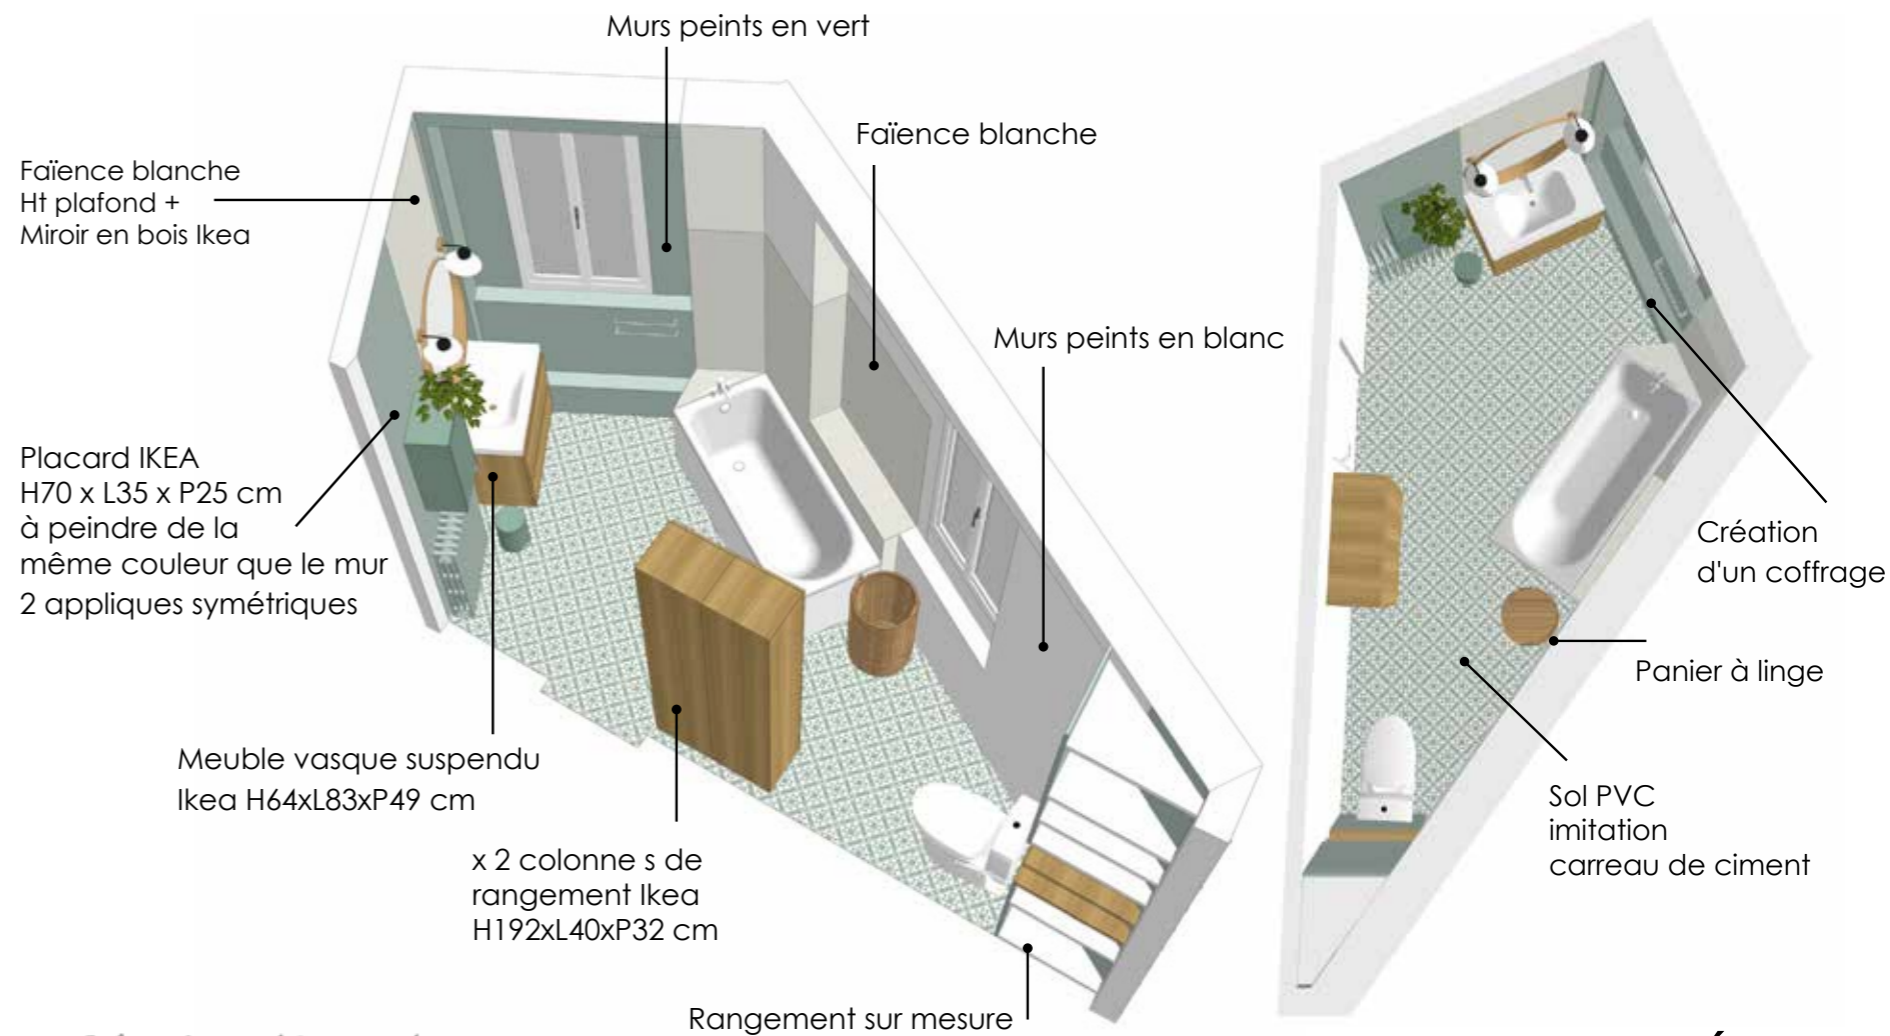 Murs peints en vert
Faïence blanche
Faïence blanche
Ht plafond +
Miroir en bois Ikea
Murs peints en blanc
Placard IKEA
H70 x L35 x P25 cm
à peindre de la
même couleur que le mur
2 appliques symétriques
Création
d'un coffrage
Panier à linge
Meuble vasque suspendu
Ikea H64xL83xP49 cm
Sol PVC
imitation
carreau de ciment
x 2 colonne s de
rangement Ikea
H192xL40xP32 cm
Rangement sur mesure